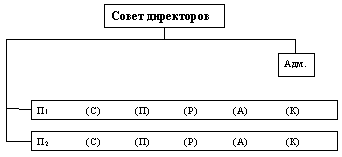 Совет директоров
Адм.
П₁ (С) (П) (Р) (А) (К)
П₂ (С) (П) (Р) (А) (К)